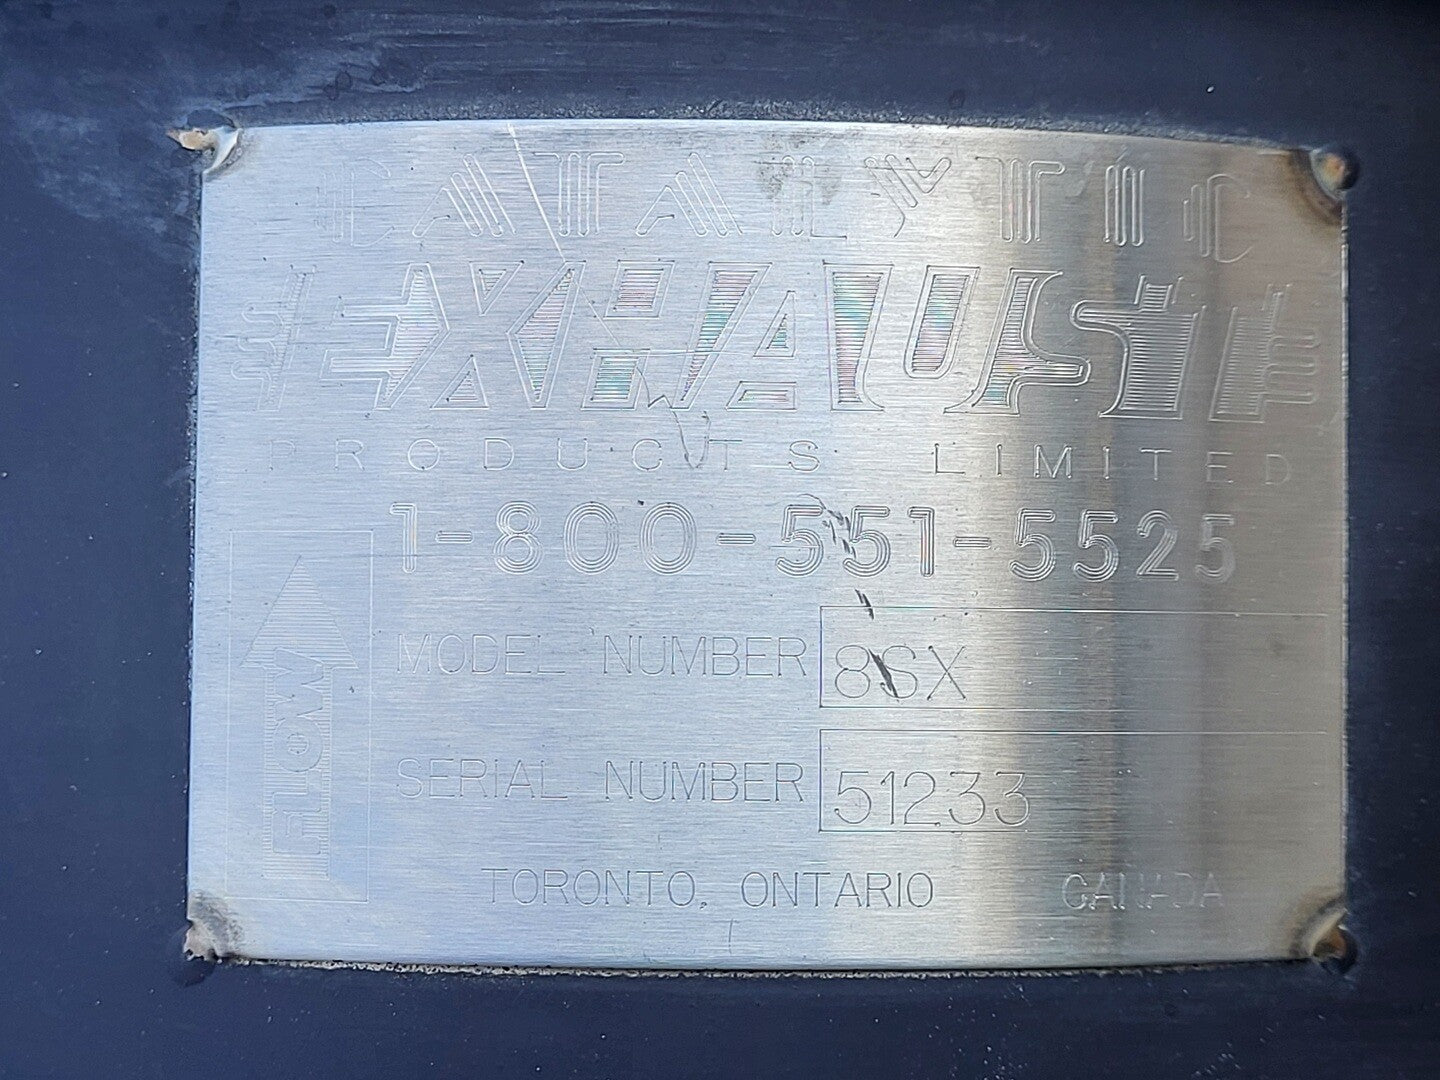 CATALYTIC
EXHAUST
PRODUCTS LIMITED
1-800-551-5525
FLOW
MODEL NUMBER 8SX
SERIAL NUMBER 51233
TORONTO, ONTARIO CANADA